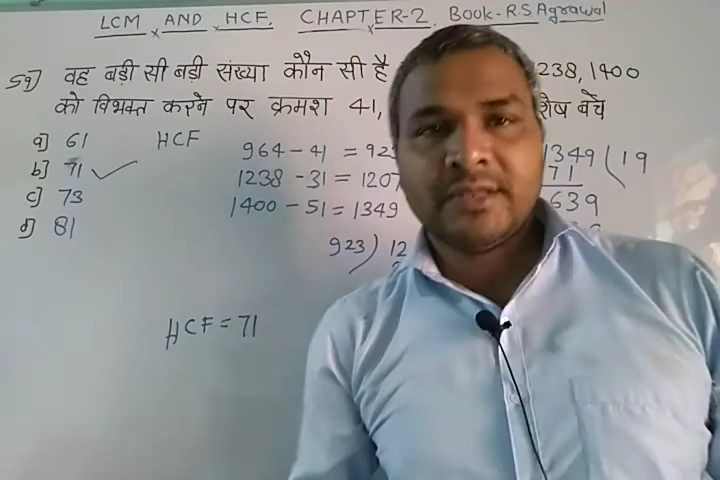 LCM AND HCF. CHAPTER-2. Book-R.S Agrawal
59) वह बड़ी सी बड़ी संख्या कौन सी है 1238, 1400
को विभक्त करने पर क्रमश 41, शेष बचे
a) 61 HCF
b) 71 ✓
c) 73
d) 81
964 - 41 = 923
1238 - 31 = 1207
1400 - 51 = 1349
923) 12
1349 (19
71
639
HCF = 71